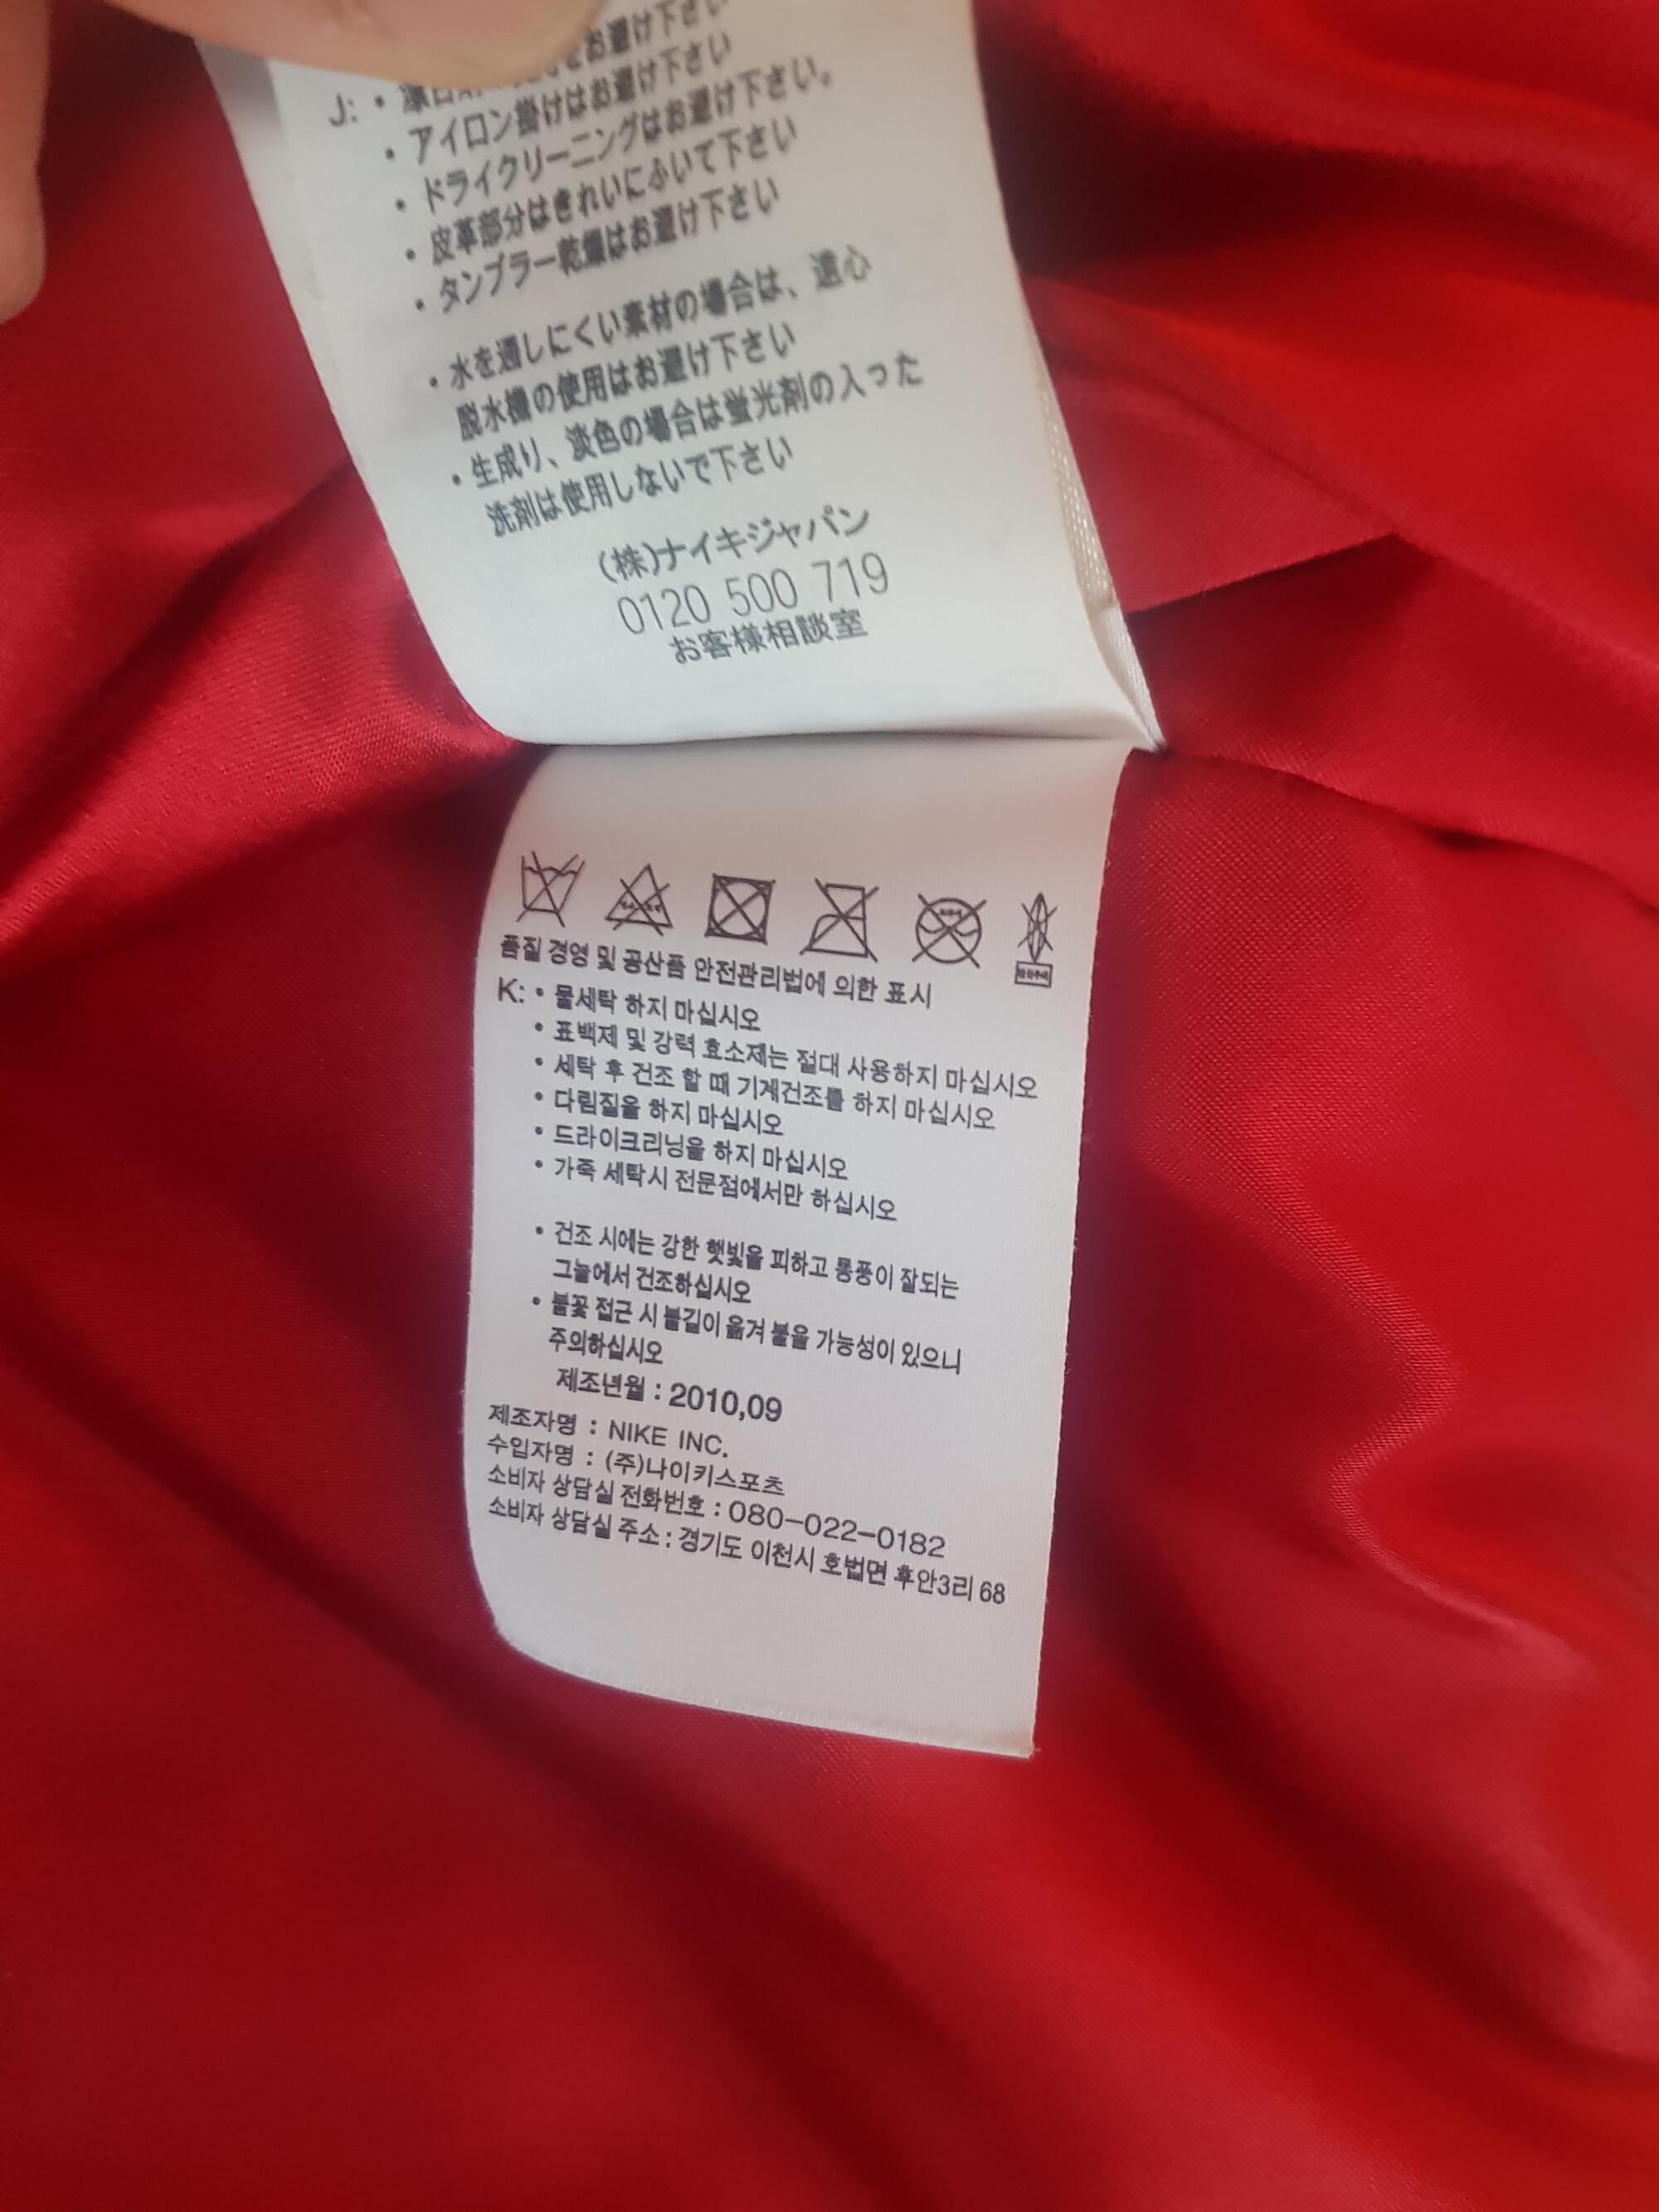 をお避け下さい
J: •
• アイロン掛けはお避け下さい
• ドライクリーニングはお避け下さい。
• 皮革部分はきれいにふいて下さい
• タンブラー乾燥はお避け下さい
• 水を通しにくい素材の場合は、遠心
脱水機の使用はお避け下さい
• 生成り、淡色の場合は蛍光剤の入った
洗剤は使用しないで下さい
(株)ナイキジャパン
0120 500 719
お客様相談室
품질 경영 및 공산품 안전관리법에 의한 표시
K: • 물세탁 하지 마십시오
• 표백제 및 강력 효소제는 절대 사용하지 마십시오
• 세탁 후 건조 할 때 기계건조를 하지 마십시오
• 다림질을 하지 마십시오
• 드라이크리닝을 하지 마십시오
• 가죽 세탁시 전문점에서만 하십시오
• 건조 시에는 강한 햇빛을 피하고 통풍이 잘되는
그늘에서 건조하십시오
• 불꽃 접근 시 불길이 옮겨 붙을 가능성이 있으니
주의하십시오
제조년월 : 2010,09
제조자명 : NIKE INC.
수입자명 : (주)나이키스포츠
소비자 상담실 전화번호 : 080-022-0182
소비자 상담실 주소 : 경기도 이천시 호법면 후안3리 68